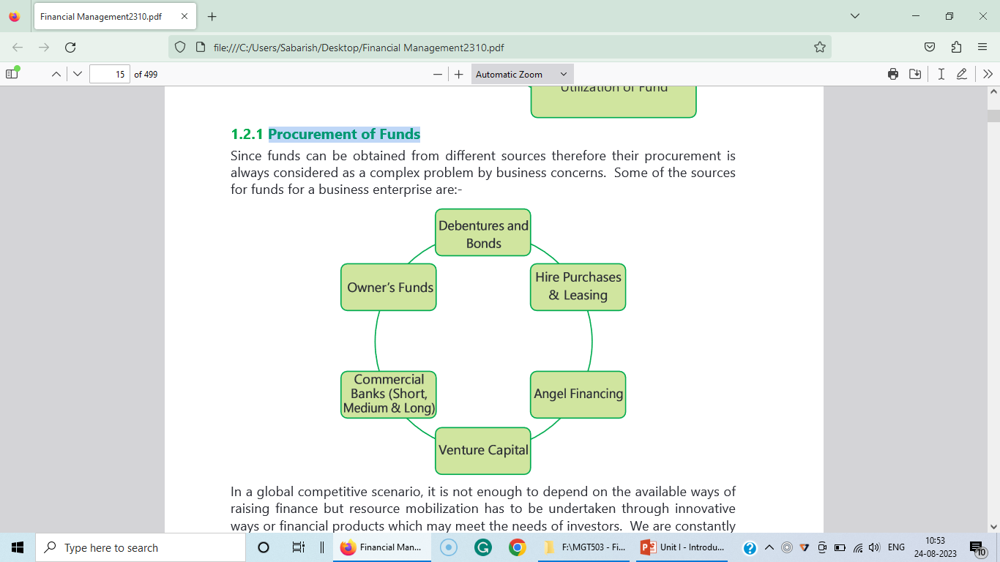 Financial Management2310.pdf
file:///C:/Users/Sabarish/Desktop/Financial Management2310.pdf
15 of 499
Automatic Zoom
Utilization of Fund
1.2.1 Procurement of Funds
Since funds can be obtained from different sources therefore their procurement is
always considered as a complex problem by business concerns. Some of the sources
for funds for a business enterprise are:-
Debentures and
Bonds
Owner's Funds
Hire Purchases
& Leasing
Commercial
Banks (Short,
Medium & Long)
Angel Financing
Venture Capital
In a global competitive scenario, it is not enough to depend on the available ways of
raising finance but resource mobilization has to be undertaken through innovative
ways or financial products which may meet the needs of investors. We are constantly
Type here to search
Financial Man...
G
F:\MGT503 - Fi...
P
Unit I - Introdu...
?
ENG
10:53
24-08-2023
10